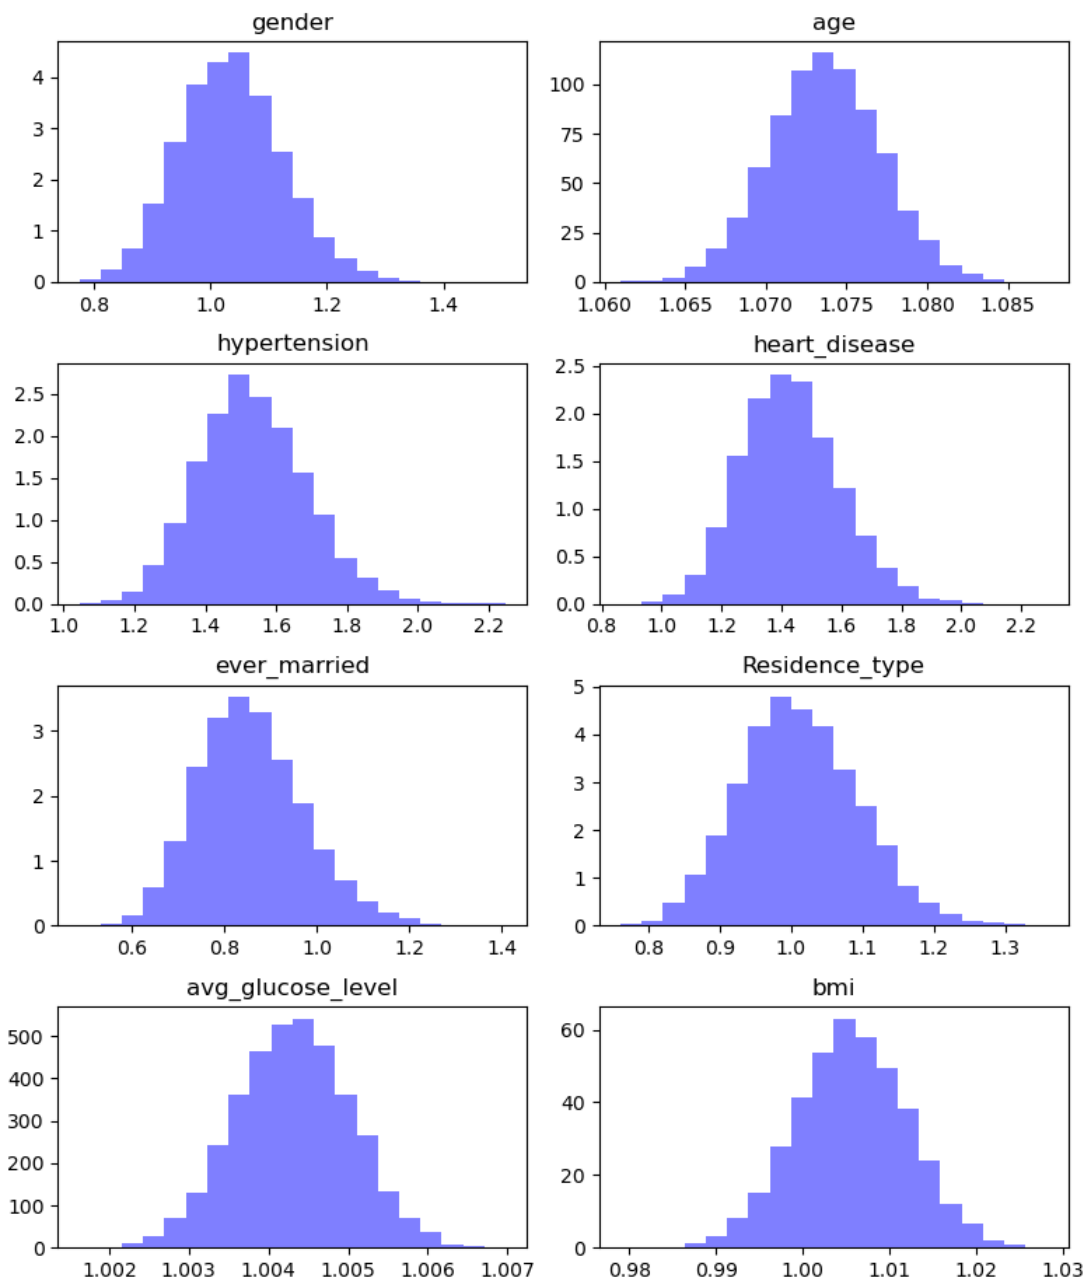 gender
4
3
2
1
0
0.8 1.0 1.2 1.4
age
100
75
50
25
0
1.060 1.065 1.070 1.075 1.080 1.085
hypertension
2.5
2.0
1.5
1.0
0.5
0.0
1.0 1.2 1.4 1.6 1.8 2.0 2.2
heart_disease
2.5
2.0
1.5
1.0
0.5
0.0
0.8 1.0 1.2 1.4 1.6 1.8 2.0 2.2
ever_married
3
2
1
0
0.6 0.8 1.0 1.2 1.4
Residence_type
5
4
3
2
1
0
0.8 0.9 1.0 1.1 1.2 1.3
avg_glucose_level
500
400
300
200
100
0
1.002 1.003 1.004 1.005 1.006 1.007
bmi
60
40
20
0
0.98 0.99 1.00 1.01 1.02 1.03